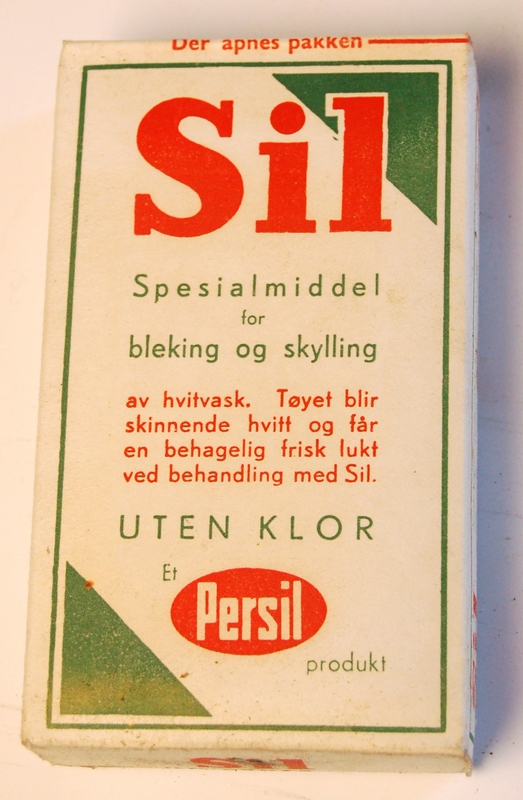 Der åpnes pakken
Sil
Spesialmiddel
for
bleking og skylling
av hvitvask. Tøyet blir
skinnende hvitt og får
en behagelig frisk lukt
ved behandling med Sil.
UTEN KLOR
Et
Persil
produkt
Sil